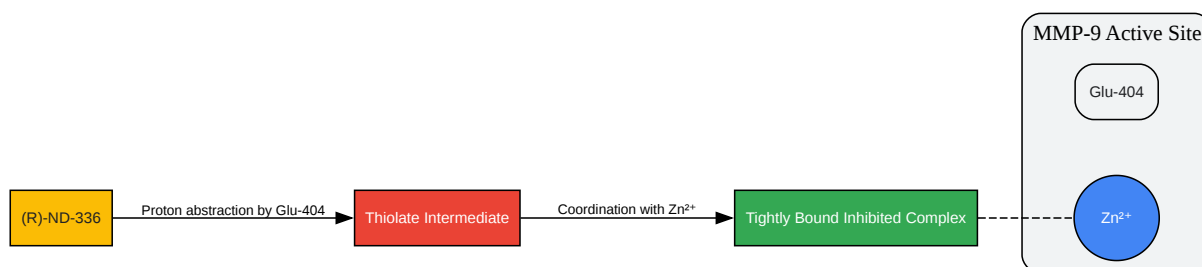 MMP-9 Active Site
Glu-404
(R)-ND-336
Proton abstraction by Glu-404
Thiolate Intermediate
Coordination with Zn²⁺
Tightly Bound Inhibited Complex
Zn²⁺